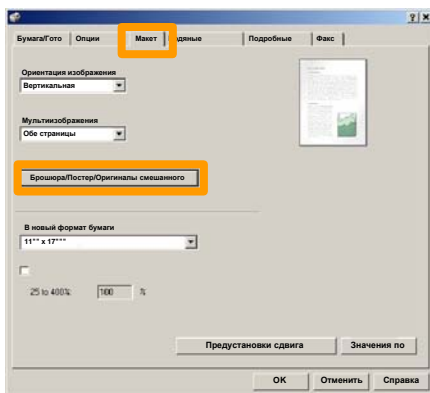 Бумага/Гото Опции Макет одяные Подробные Факс
Ориентация изображения
Вертикальная
Мультиизображения
Обе страницы
Брошюра/Постер/Оригиналы смешанного
В новый формат бумаги
11"" x 17"""
25 to 400%: 100 %
Предустановки сдвига Значения по
OK Отменить Справка